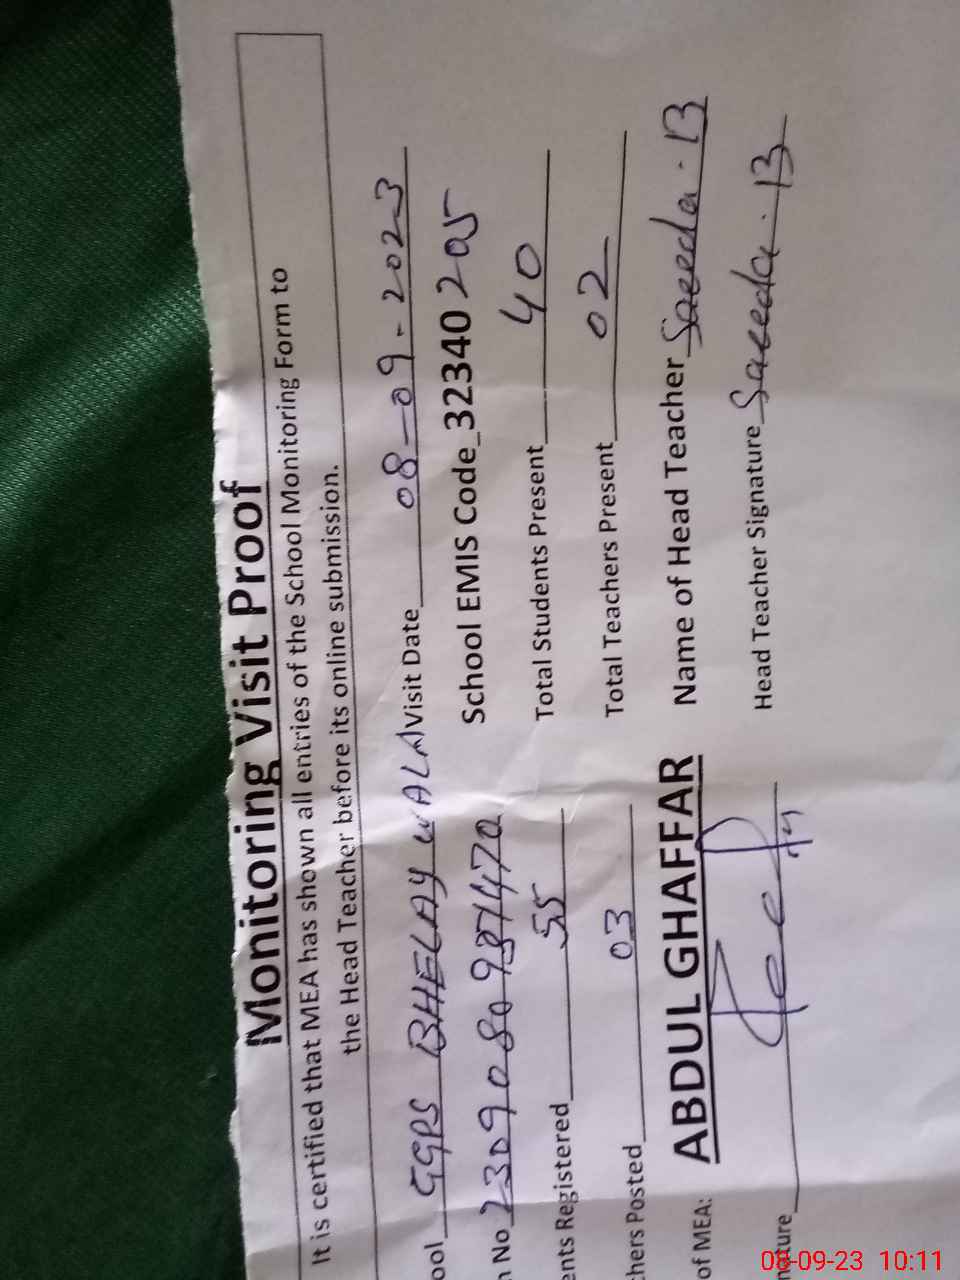 Monitoring Visit Proof
It is certified that MEA has shown all entries of the School Monitoring Form to
the Head Teacher before its online submission.
ool GGPS BHELAY WALA Visit Date 08-09-2023
n No 2309080987470 School EMIS Code 32340205
ents Registered 55 Total Students Present 40
hers Posted 03 Total Teachers Present 02
of MEA: ABDUL GHAFFAR Name of Head Teacher Saeeda. B
nature Head Teacher Signature Saeeda. B
08-09-23 10:11